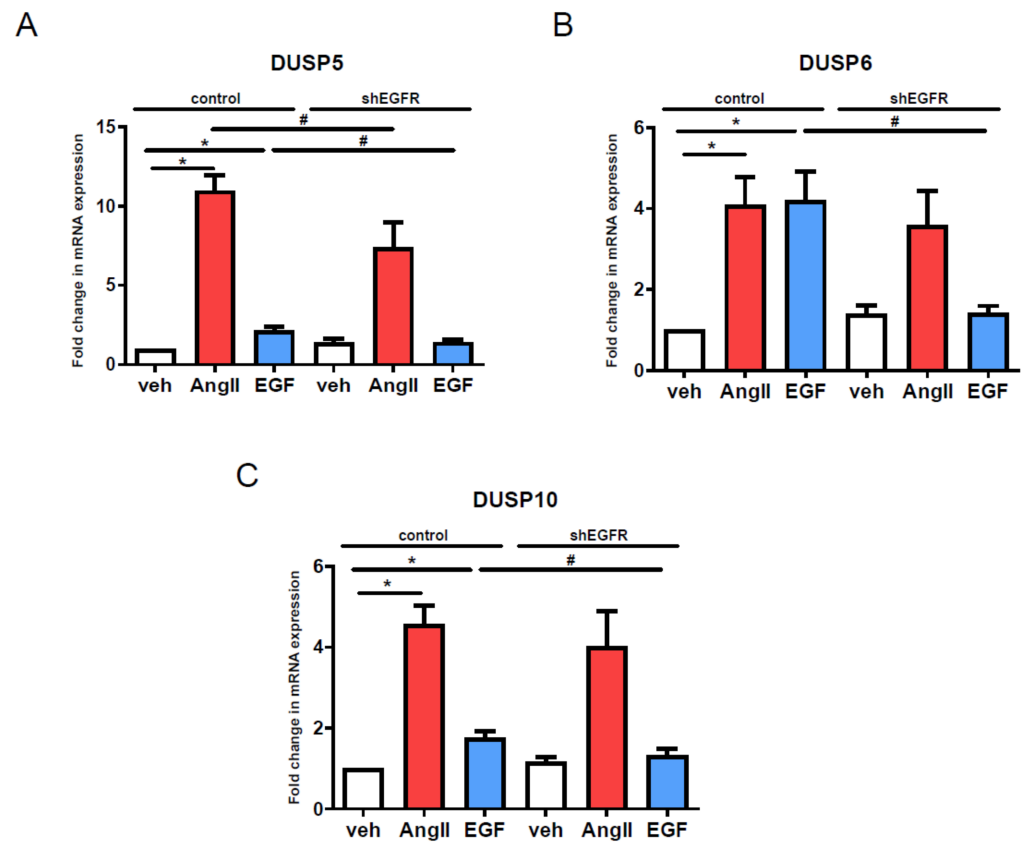 A
DUSP5
control shEGFR
#
* #
*
Fold change in mRNA expression
15
10
5
0
veh AngII EGF veh AngII EGF
B
DUSP6
control shEGFR
* #
*
Fold change in mRNA expression
6
4
2
0
veh AngII EGF veh AngII EGF
C
DUSP10
control shEGFR
* #
*
Fold change in mRNA expression
6
4
2
0
veh AngII EGF veh AngII EGF